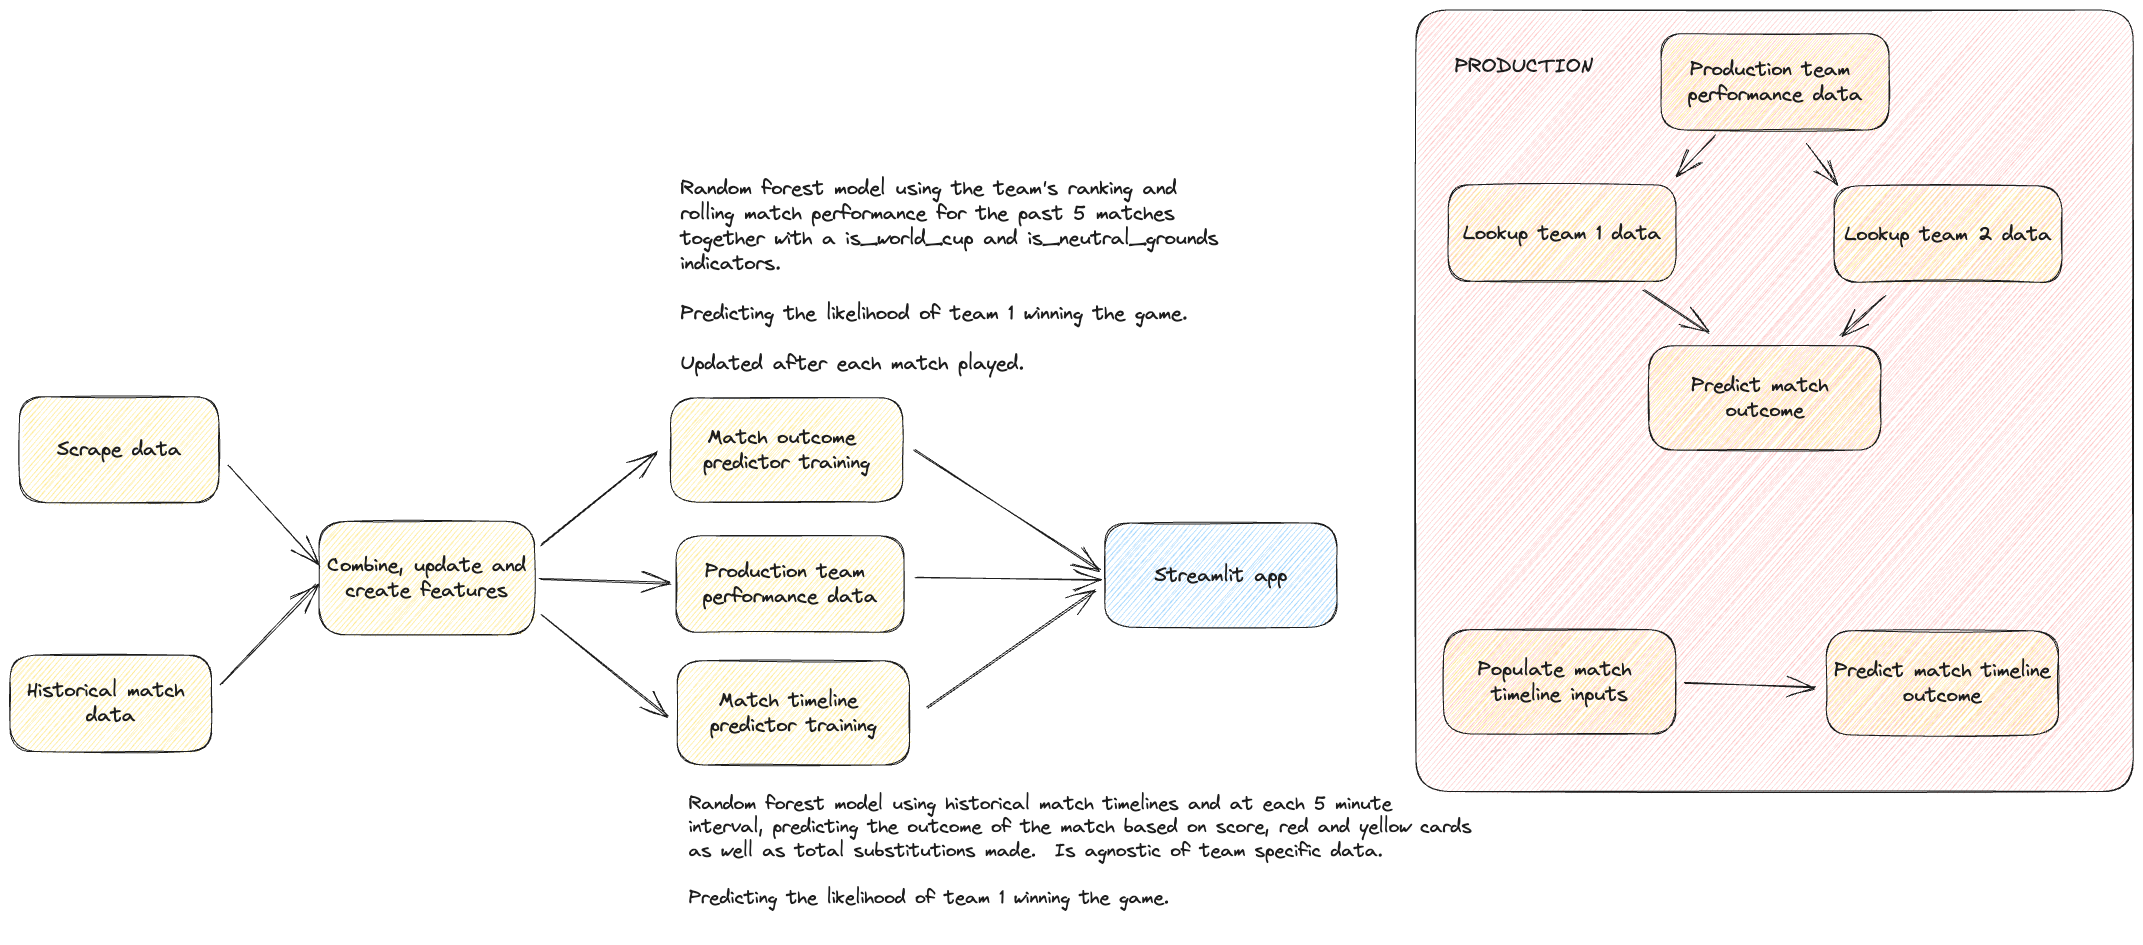 PRODUCTION
Production team
performance data
Lookup team 1 data
Lookup team 2 data
Predict match
outcome
Populate match
timeline inputs
Predict match timeline
outcome
Random forest model using the team's ranking and
rolling match performance for the past 5 matches
together with a is_world_cup and is_neutral_grounds
indicators.
Predicting the likelihood of team 1 winning the game.
Updated after each match played.
Scrape data
Historical match
data
Combine, update and
create features
Match outcome
predictor training
Production team
performance data
Match timeline
predictor training
Streamlit app
Random forest model using historical match timelines and at each 5 minute
interval, predicting the outcome of the match based on score, red and yellow cards
as well as total substitutions made. Is agnostic of team specific data.
Predicting the likelihood of team 1 winning the game.